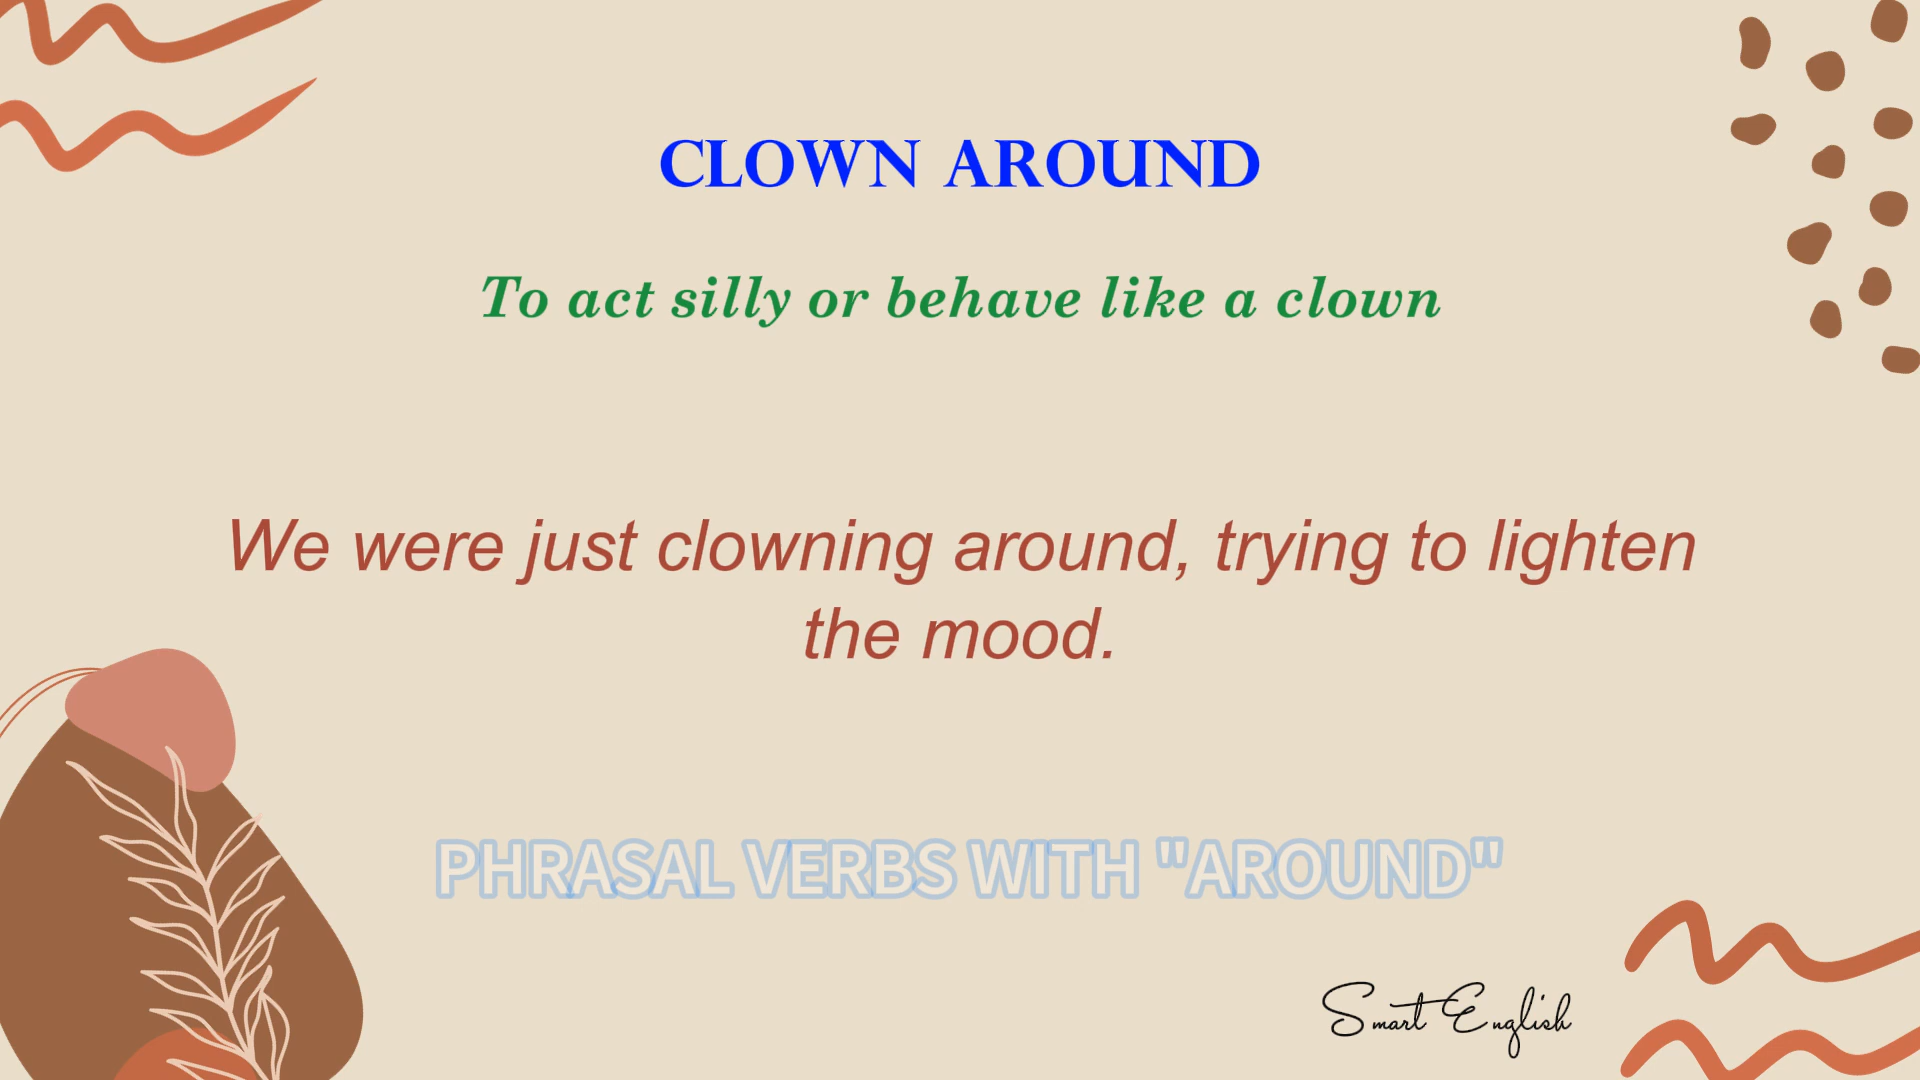 CLOWN AROUND
To act silly or behave like a clown
We were just clowning around, trying to lighten
the mood.
PHRASAL VERBS WITH "AROUND"
Smart English